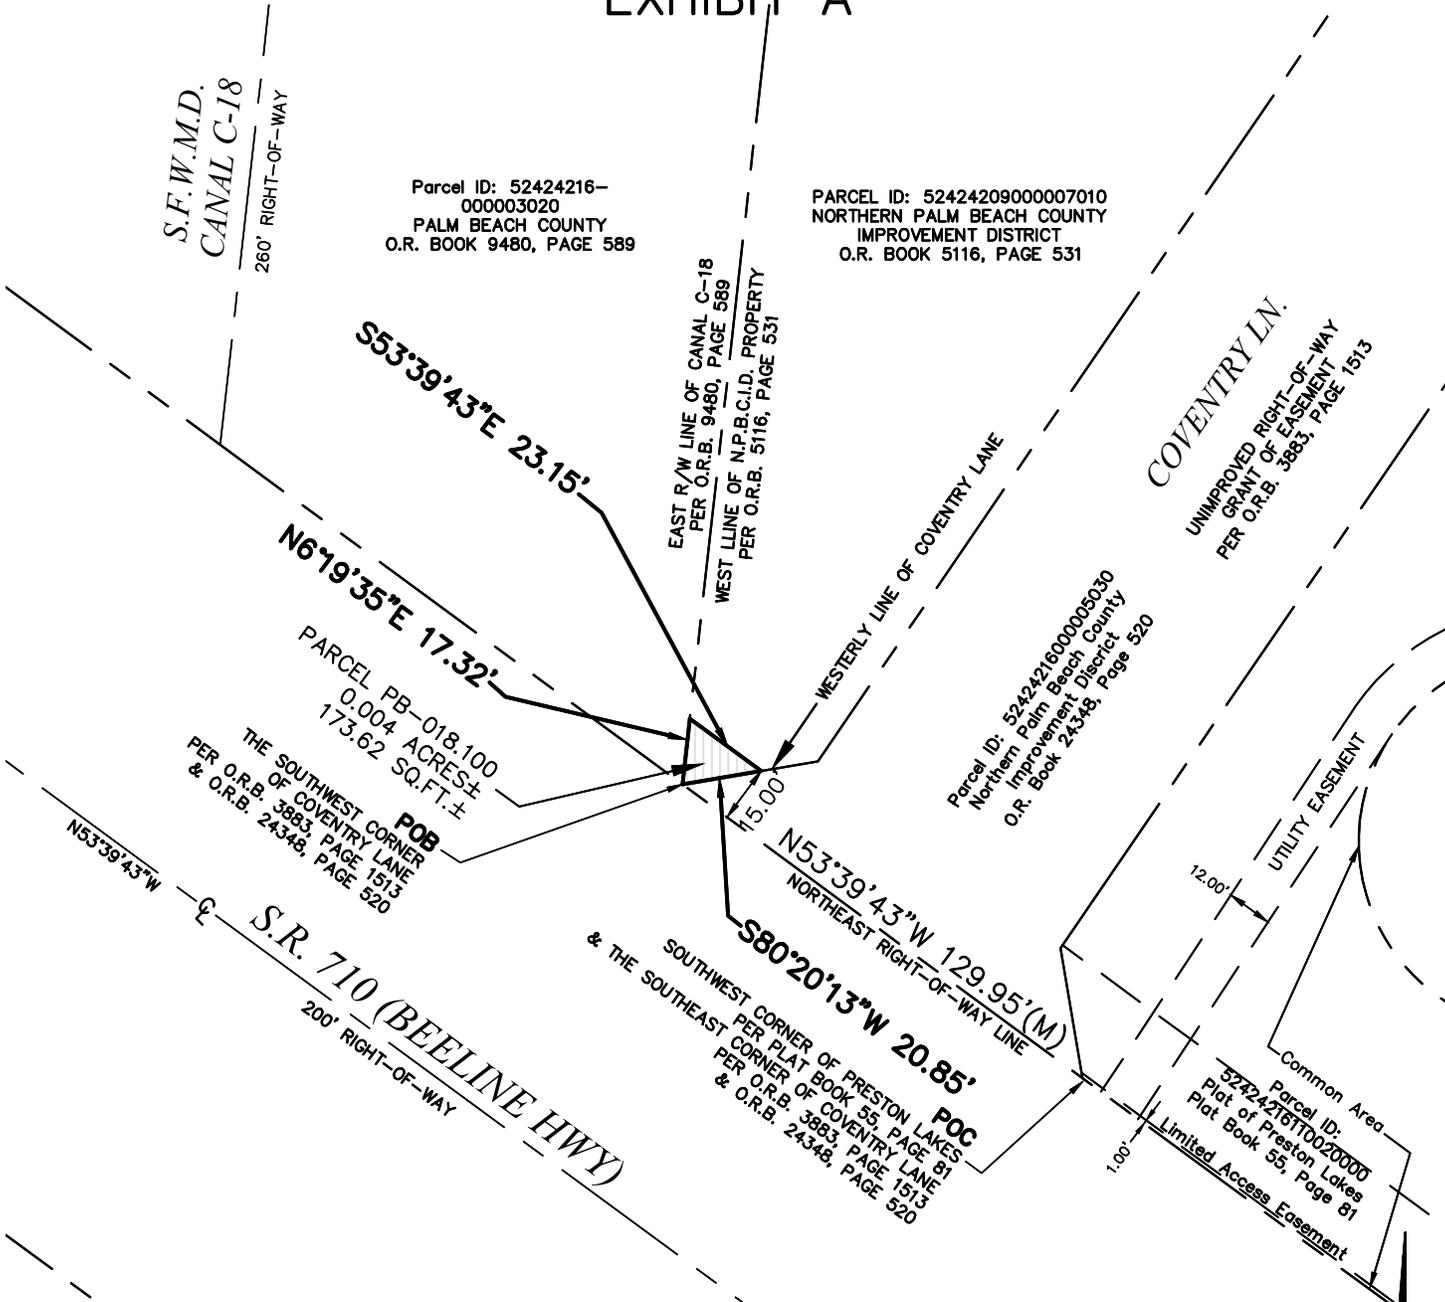 EXHIBIT "A"
S.F.W.M.D.
CANAL C-18
260' RIGHT-OF-WAY
Parcel ID: 52424216-
000003020
PALM BEACH COUNTY
O.R. BOOK 9480, PAGE 589
PARCEL ID: 52424209000007010
NORTHERN PALM BEACH COUNTY
IMPROVEMENT DISTRICT
O.R. BOOK 5116, PAGE 531
S53°39'43"E 23.15'
EAST R/W LINE OF CANAL C-18
PER O.R.B. 9480, PAGE 589
WEST LLINE OF N.P.B.C.I.D. PROPERTY
PER O.R.B. 5116, PAGE 531
COVENTRY LN.
UNIMPROVED RIGHT-OF-WAY
GRANT OF EASEMENT
PER O.R.B. 3883, PAGE 1513
WESTERLY LINE OF COVENTRY LANE
N6°19'35"E 17.32'
PARCEL PB-018.100
0.004 ACRES±
173.62 SQ.FT.±
Parcel ID: 52424216000005030
Northern Palm Beach County
Improvement District
O.R. Book 24348, Page 520
POB
THE SOUTHWEST CORNER
OF COVENTRY LANE
PER O.R.B. 3883, PAGE 1513
& O.R.B. 24348, PAGE 520
15.00'
UTILITY EASEMENT
12.00'
N53°39'43"W
℄
S.R. 710 (BEELINE HWY)
200' RIGHT-OF-WAY
N53°39'43"W 129.95'(M)
NORTHEAST RIGHT-OF-WAY LINE
S80°20'13"W 20.85'
POC
SOUTHWEST CORNER OF PRESTON LAKES
PER PLAT BOOK 55, PAGE 81
& THE SOUTHEAST CORNER OF COVENTRY LANE
PER O.R.B. 3883, PAGE 1513
& O.R.B. 24348, PAGE 520
Common Area
Parcel ID:
52424216110020000
Plat of Preston Lakes
Plat Book 55, Page 81
1.00'
Limited Access Easement